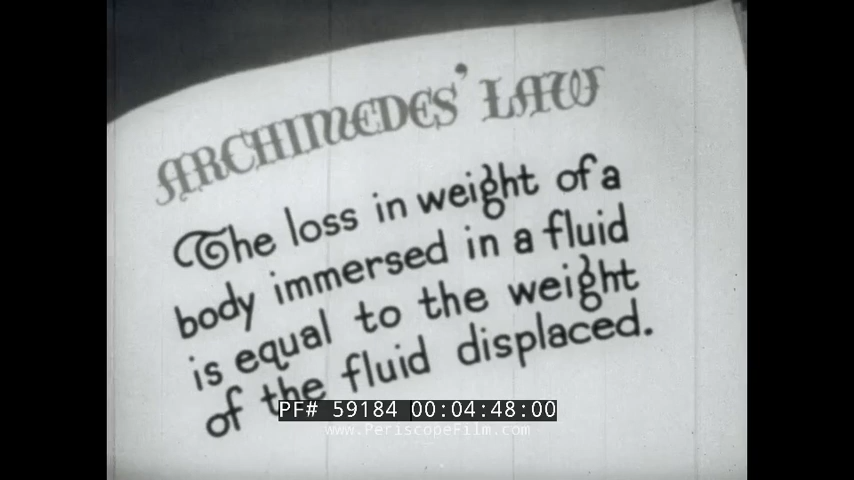 ARCHIMEDES' LAW
The loss in weight of a
body immersed in a fluid
is equal to the weight
of the fluid displaced.
PF# 59184 00:04:48:00
www.PeriscopeFilm.com